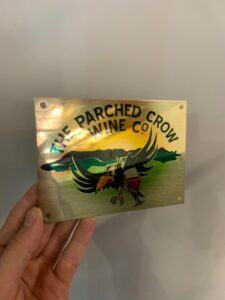 THE PARCHED CROW
WINE CO